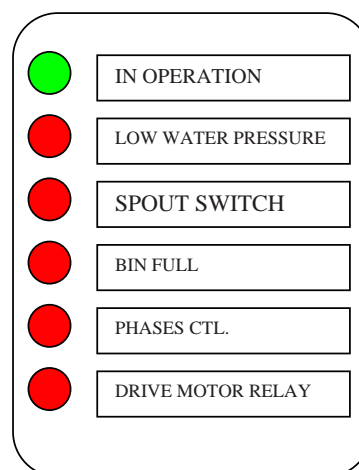 IN OPERATION
LOW WATER PRESSURE
SPOUT SWITCH
BIN FULL
PHASES CTL.
DRIVE MOTOR RELAY